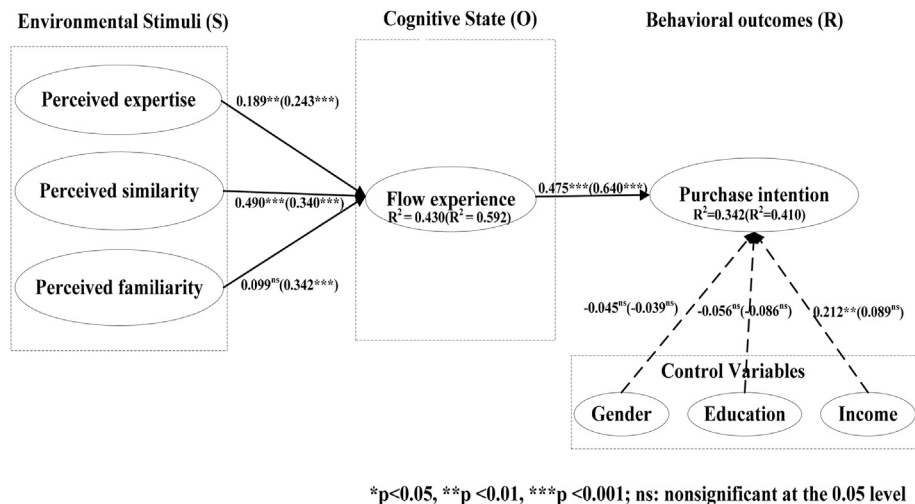 Environmental Stimuli (S)
Cognitive State (O)
Behavioral outcomes (R)
Perceived expertise
0.189**(0.243***)
Perceived similarity
0.490***(0.340***)
Perceived familiarity
0.099ns(0.342***)
Flow experience
R2 = 0.430(R2 = 0.592)
0.475***(0.640***)
Purchase intention
R2=0.342(R2=0.410)
-0.045ns(-0.039ns)
-0.056ns(-0.086ns)
0.212**(0.089ns)
Control Variables
Gender
Education
Income
*p<0.05, **p <0.01, ***p <0.001; ns: nonsignificant at the 0.05 level